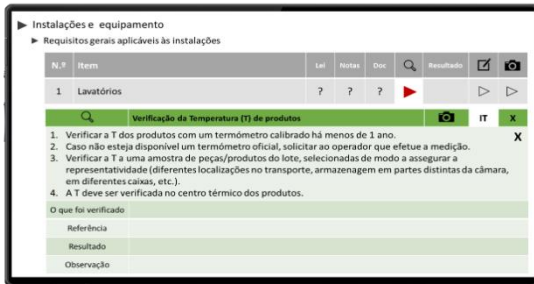 Instalações e equipamento
Requisitos gerais aplicáveis às instalações
N.º Item Lei Notas Doc Resultado
1 Lavatórios ? ? ?
Verificação da Temperatura (T) de produtos IT X
1. Verificar a T dos produtos com um termómetro calibrado há menos de 1 ano. X
2. Caso não esteja disponível um termómetro oficial, solicitar ao operador que efetue a medição.
3. Verificar a T a uma amostra de peças/produtos do lote, selecionadas de modo a assegurar a
representatividade (diferentes localizações no transporte, armazenagem em partes distintas da câmara,
em diferentes caixas, etc.).
4. A T deve ser verificada no centro térmico dos produtos.
O que foi verificado
Referência
Resultado
Observação